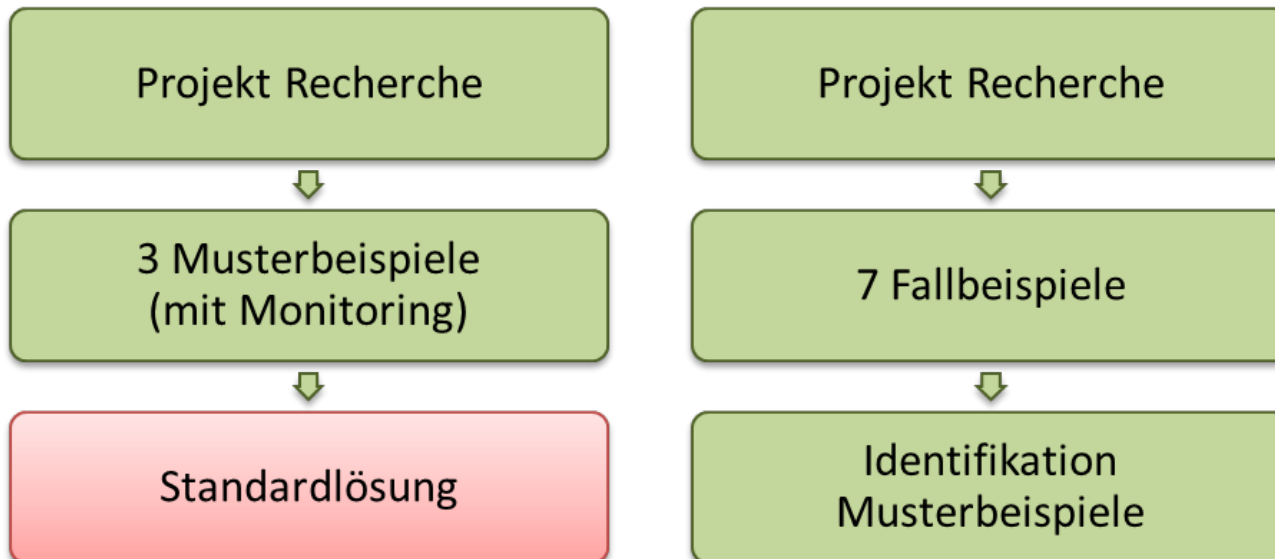 Projekt Recherche
3 Musterbeispiele
(mit Monitoring)
Standardlösung
Projekt Recherche
7 Fallbeispiele
Identifikation
Musterbeispiele